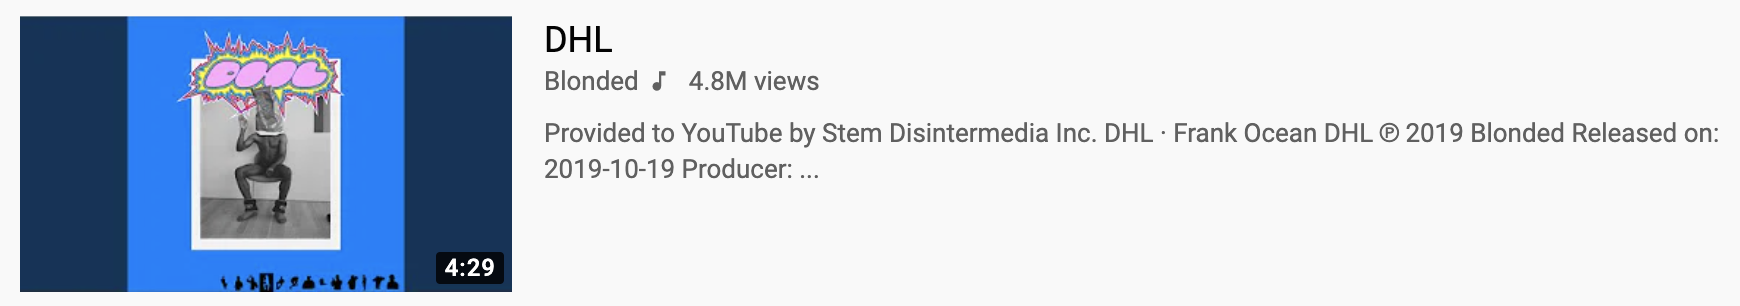 DHL
4:29
DHL
Blonded 4.8M views
Provided to YouTube by Stem Disintermedia Inc. DHL · Frank Ocean DHL ℗ 2019 Blonded Released on:
2019-10-19 Producer: ...